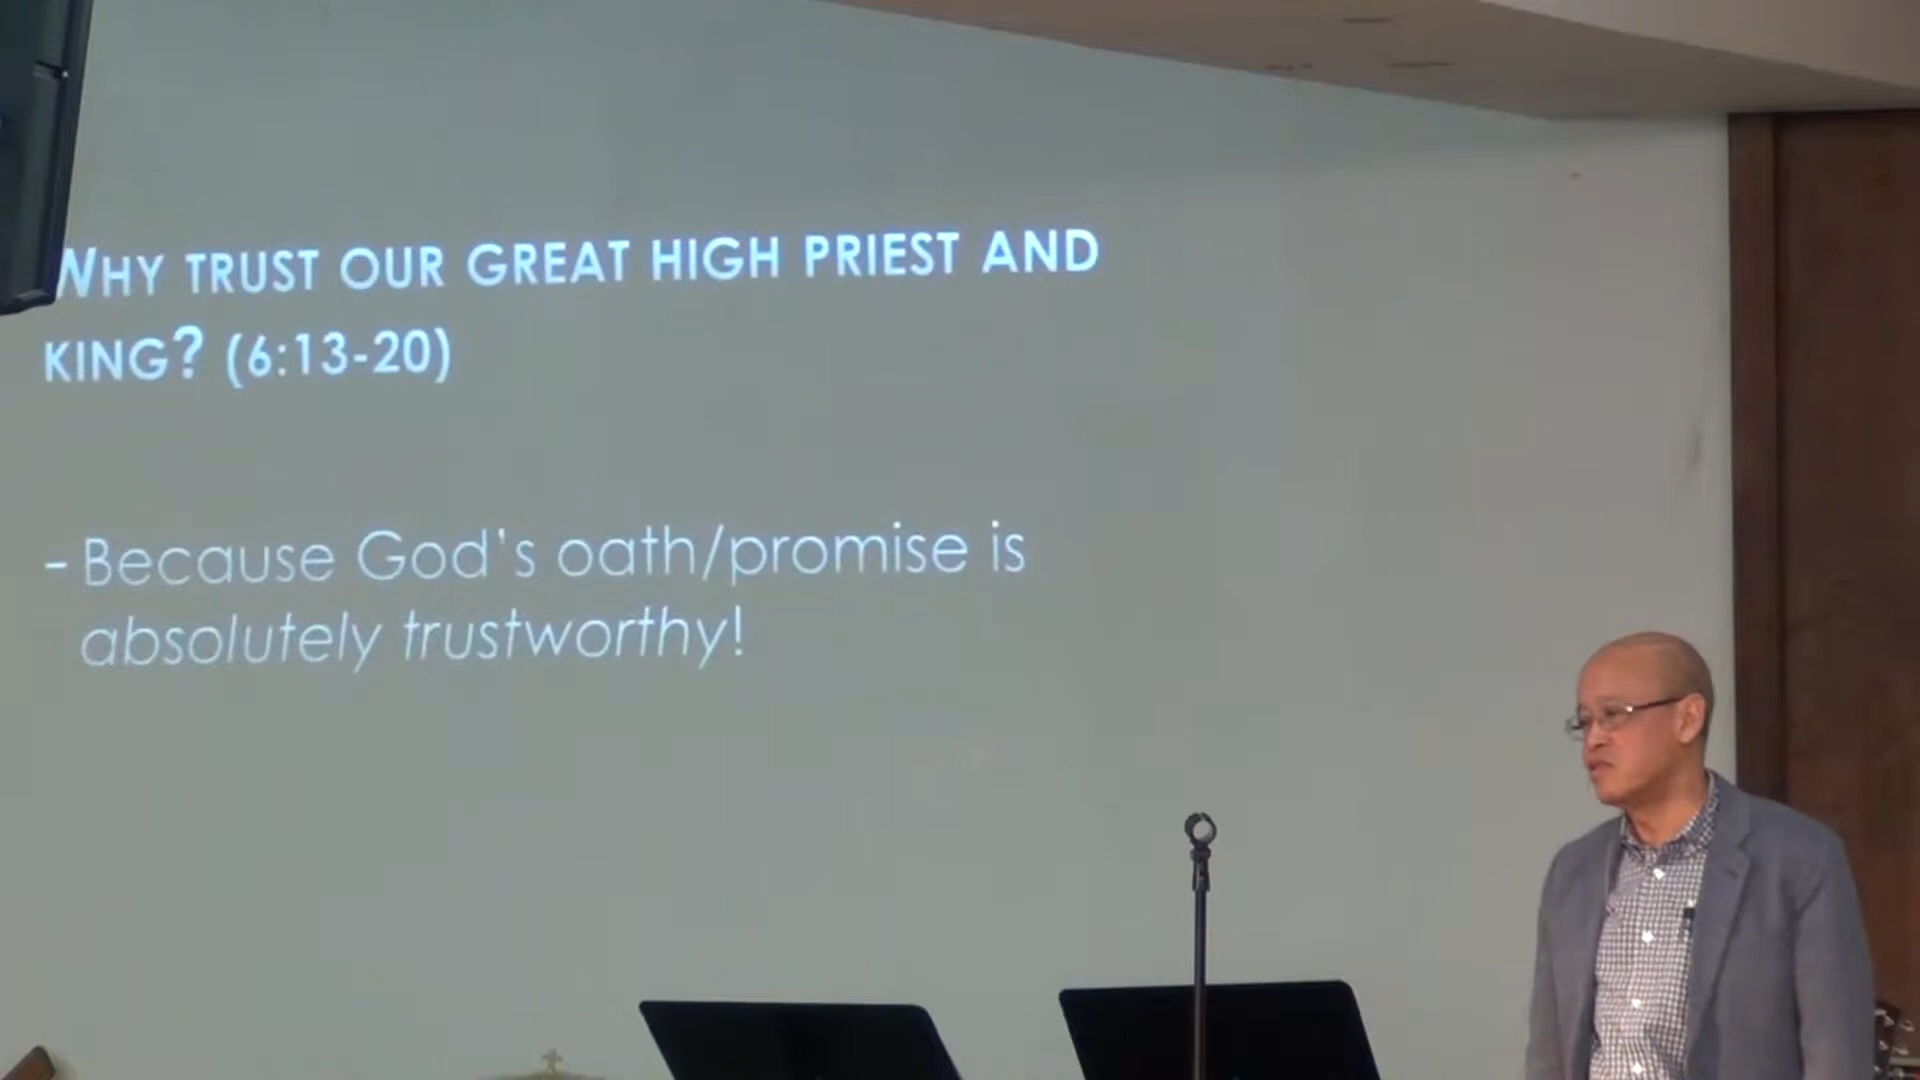 WHY TRUST OUR GREAT HIGH PRIEST AND
KING? (6:13-20)
- Because God's oath/promise is
absolutely trustworthy!